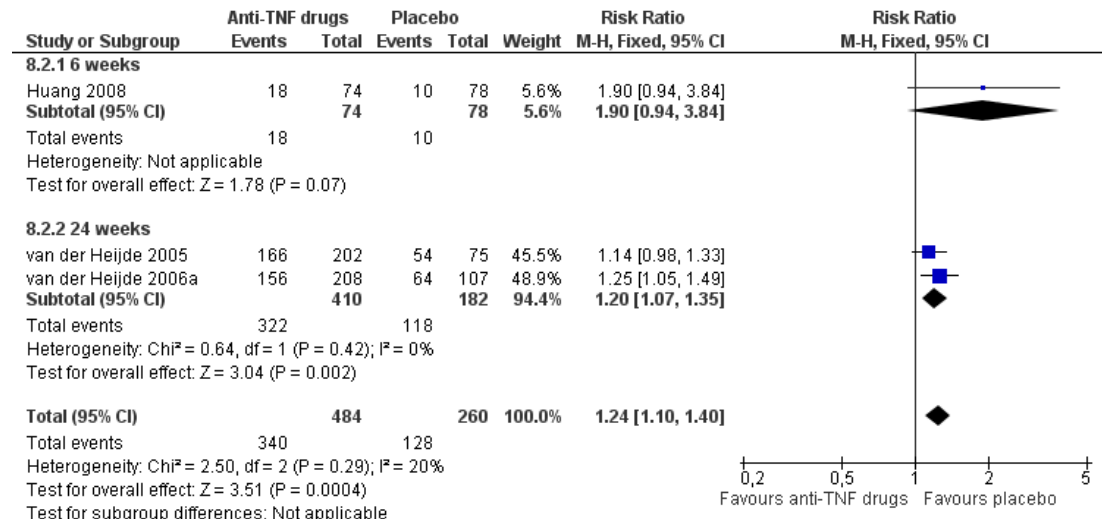 Anti-TNF drugs Placebo Risk Ratio Risk Ratio
Study or Subgroup Events Total Events Total Weight M-H, Fixed, 95% CI M-H, Fixed, 95% CI
8.2.1 6 weeks
Huang 2008 18 74 10 78 5.6% 1.90 [0.94, 3.84]
Subtotal (95% CI) 74 78 5.6% 1.90 [0.94, 3.84]
Total events 18 10
Heterogeneity: Not applicable
Test for overall effect: Z = 1.78 (P = 0.07)
8.2.2 24 weeks
van der Heijde 2005 166 202 54 75 45.5% 1.14 [0.98, 1.33]
van der Heijde 2006a 156 208 64 107 48.9% 1.25 [1.05, 1.49]
Subtotal (95% CI) 410 182 94.4% 1.20 [1.07, 1.35]
Total events 322 118
Heterogeneity: Chi² = 0.64, df = 1 (P = 0.42); I² = 0%
Test for overall effect: Z = 3.04 (P = 0.002)
Total (95% CI) 484 260 100.0% 1.24 [1.10, 1.40]
Total events 340 128
Heterogeneity: Chi² = 2.50, df = 2 (P = 0.29); I² = 20%
Test for overall effect: Z = 3.51 (P = 0.0004)
Test for subgroup differences: Not applicable
0,2 0,5 1 2 5
Favours anti-TNF drugs Favours placebo